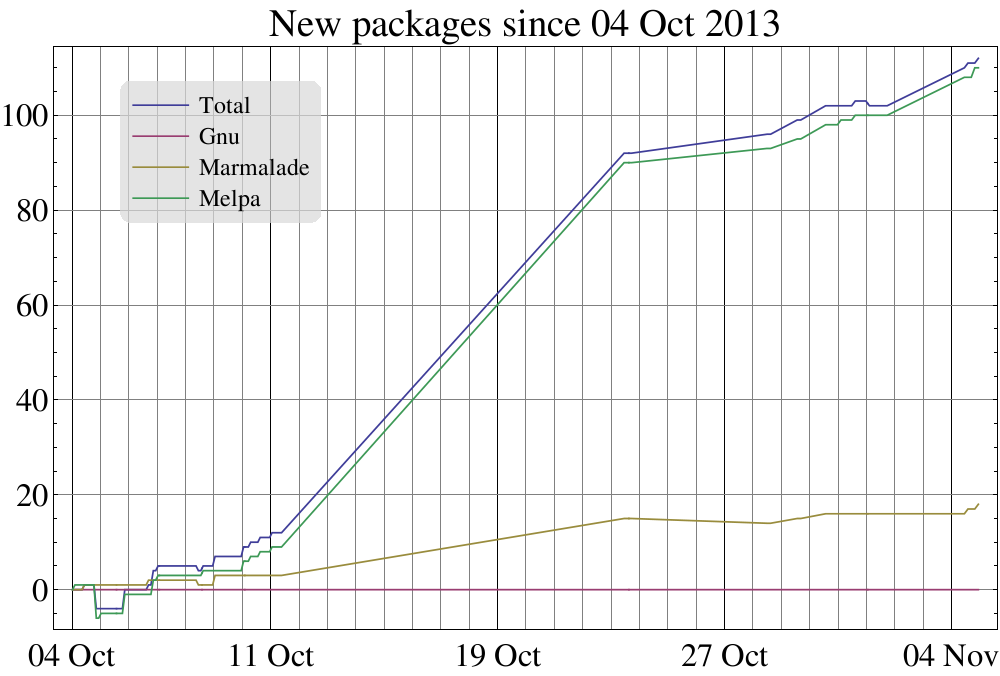 New packages since 04 Oct 2013
Total
Gnu
Marmalade
Melpa
100
80
60
40
20
0
04 Oct 11 Oct 19 Oct 27 Oct 04 Nov